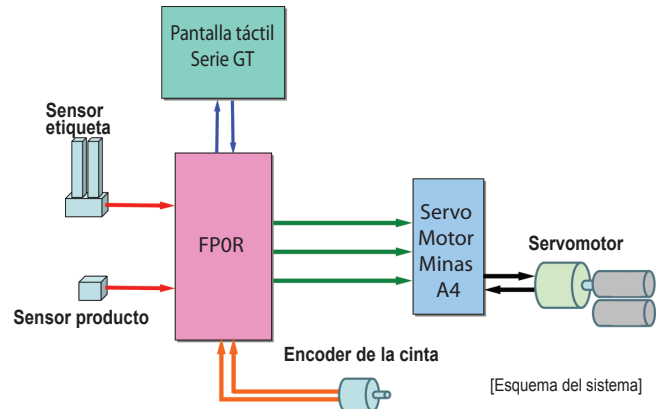 Pantalla táctil
Serie GT
Sensor
etiqueta
FP0R
Servo
Motor
Minas
A4
Servomotor
Sensor producto
Encoder de la cinta
[Esquema del sistema]